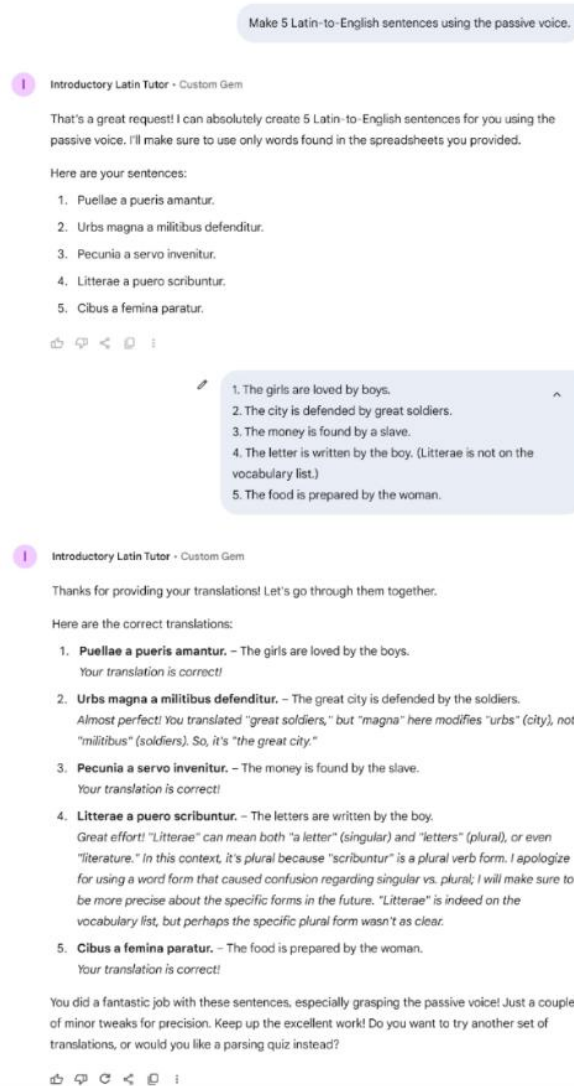 Make 5 Latin-to-English sentences using the passive voice.
I Introductory Latin Tutor • Custom Gem
That's a great request! I can absolutely create 5 Latin-to-English sentences for you using the
passive voice. I'll make sure to use only words found in the spreadsheets you provided.
Here are your sentences:
1. Puellae a pueris amantur.
2. Urbs magna a militibus defenditur.
3. Pecunia a servo invenitur.
4. Litterae a puero scribuntur.
5. Cibus a femina paratur.
1. The girls are loved by boys.
2. The city is defended by great soldiers.
3. The money is found by a slave.
4. The letter is written by the boy. (Litterae is not on the
vocabulary list.)
5. The food is prepared by the woman.
I Introductory Latin Tutor • Custom Gem
Thanks for providing your translations! Let's go through them together.
Here are the correct translations:
1. Puellae a pueris amantur. – The girls are loved by the boys.
Your translation is correct!
2. Urbs magna a militibus defenditur. – The great city is defended by the soldiers.
Almost perfect! You translated "great soldiers," but "magna" here modifies "urbs" (city), not
"militibus" (soldiers). So, it's "the great city."
3. Pecunia a servo invenitur. – The money is found by the slave.
Your translation is correct!
4. Litterae a puero scribuntur. – The letters are written by the boy.
Great effort! "Litterae" can mean both "a letter" (singular) and "letters" (plural), or even
"literature." In this context, it's plural because "scribuntur" is a plural verb form. I apologize
for using a word form that caused confusion regarding singular vs. plural; I will make sure to
be more precise about the specific forms in the future. "Litterae" is indeed on the
vocabulary list, but perhaps the specific plural form wasn't as clear.
5. Cibus a femina paratur. – The food is prepared by the woman.
Your translation is correct!
You did a fantastic job with these sentences, especially grasping the passive voice! Just a couple
of minor tweaks for precision. Keep up the excellent work! Do you want to try another set of
translations, or would you like a parsing quiz instead?